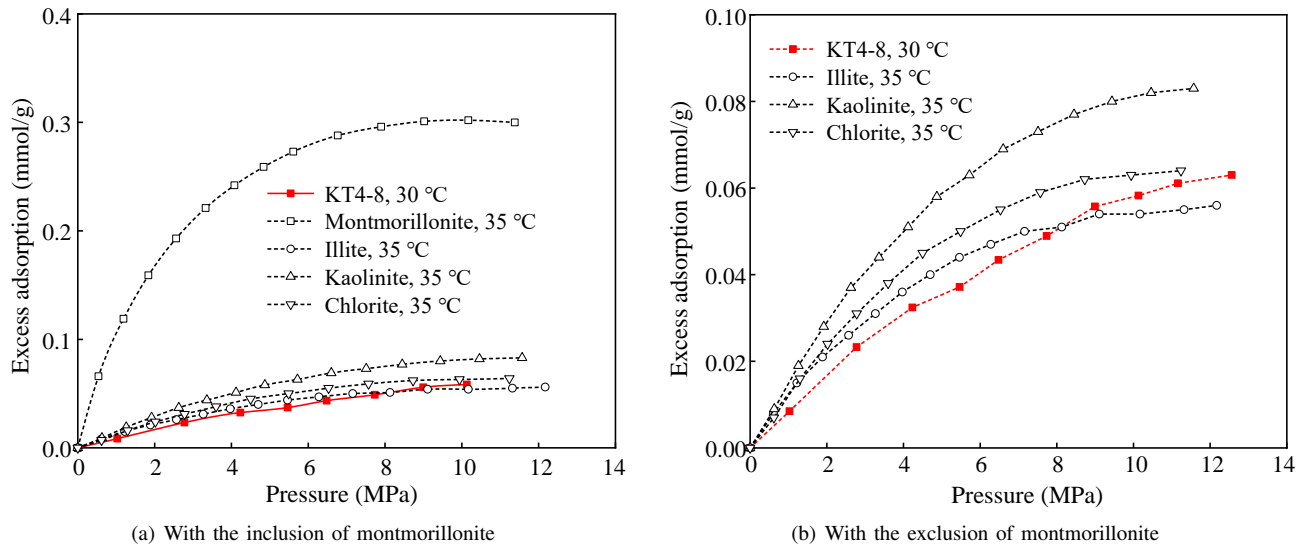 0.4
0.3
0.2
0.1
0.0
0
2
4
6
8
10
12
14
Excess adsorption (mmol/g)
Pressure (MPa)
KT4-8, 30 ℃
Montmorillonite, 35 ℃
Illite, 35 ℃
Kaolinite, 35 ℃
Chlorite, 35 ℃
(a) With the inclusion of montmorillonite
0.10
0.08
0.06
0.04
0.02
0.00
0
2
4
6
8
10
12
14
Excess adsorption (mmol/g)
Pressure (MPa)
KT4-8, 30 ℃
Illite, 35 ℃
Kaolinite, 35 ℃
Chlorite, 35 ℃
(b) With the exclusion of montmorillonite